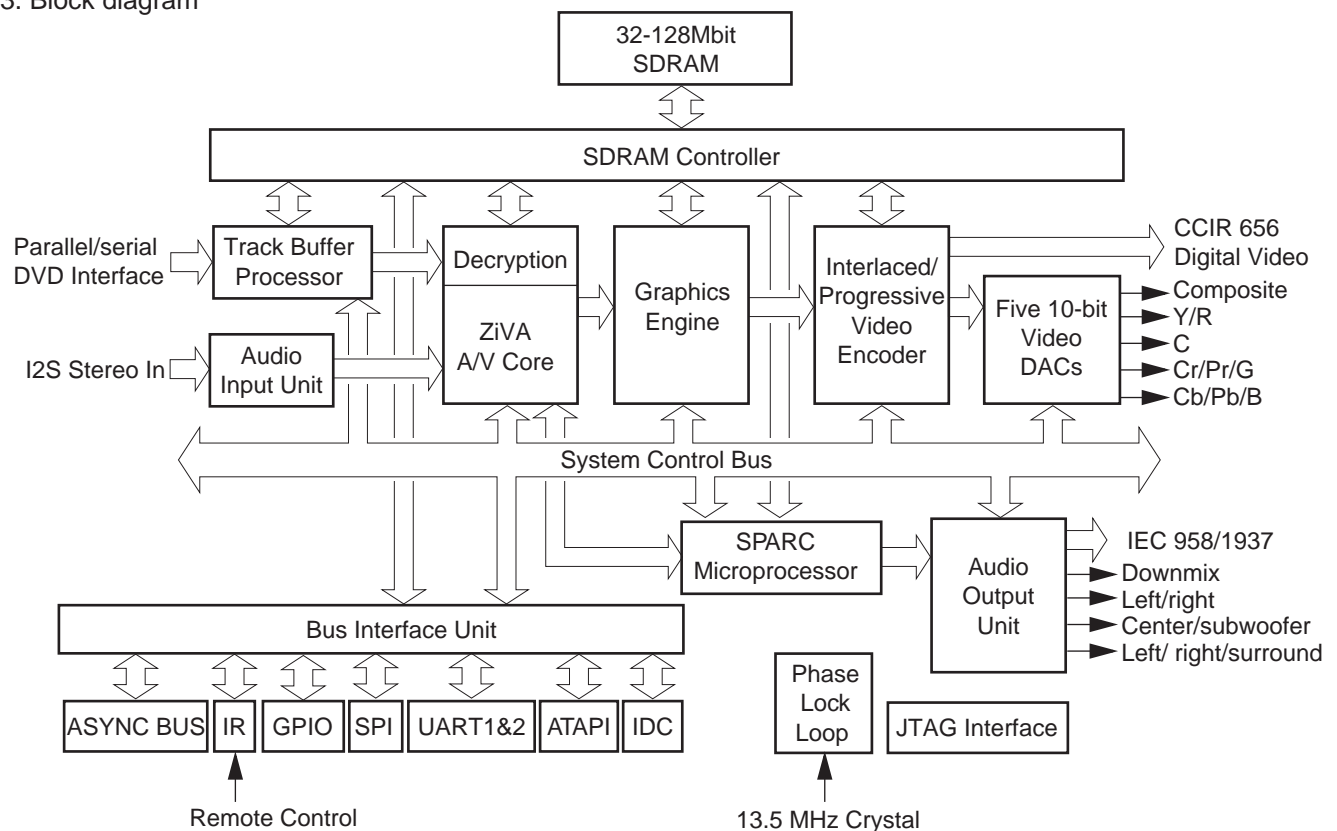 3. Block diagram
32-128Mbit
SDRAM
SDRAM Controller
Parallel/serial
DVD Interface
Track Buffer
Processor
Decryption
ZiVA
A/V Core
Graphics
Engine
Interlaced/
Progressive
Video
Encoder
CCIR 656
Digital Video
Five 10-bit
Video
DACs
Composite
Y/R
C
Cr/Pr/G
Cb/Pb/B
I2S Stereo In
Audio
Input Unit
System Control Bus
SPARC
Microprocessor
Audio
Output
Unit
IEC 958/1937
Downmix
Left/right
Center/subwoofer
Left/ right/surround
Bus Interface Unit
ASYNC BUS
IR
GPIO
SPI
UART1&2
ATAPI
IDC
Remote Control
Phase
Lock
Loop
13.5 MHz Crystal
JTAG Interface